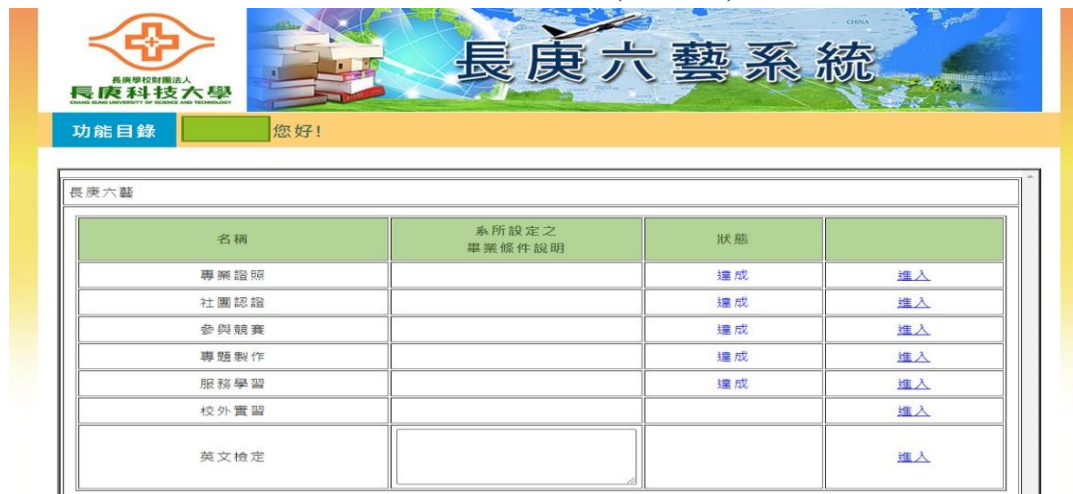 長庚學校財團法人
長庚科技大學
CHANG GUNG UNIVERSITY OF SCIENCE AND TECHNOLOGY
長庚六藝系統
CHINA
功能目錄 您好!
長庚六藝
名稱 系所設定之 狀態
畢業條件說明
專業證照 達成 進入
社團認證 達成 進入
參與競賽 達成 進入
專題製作 達成 進入
服務學習 達成 進入
校外實習 進入
英文檢定 進入